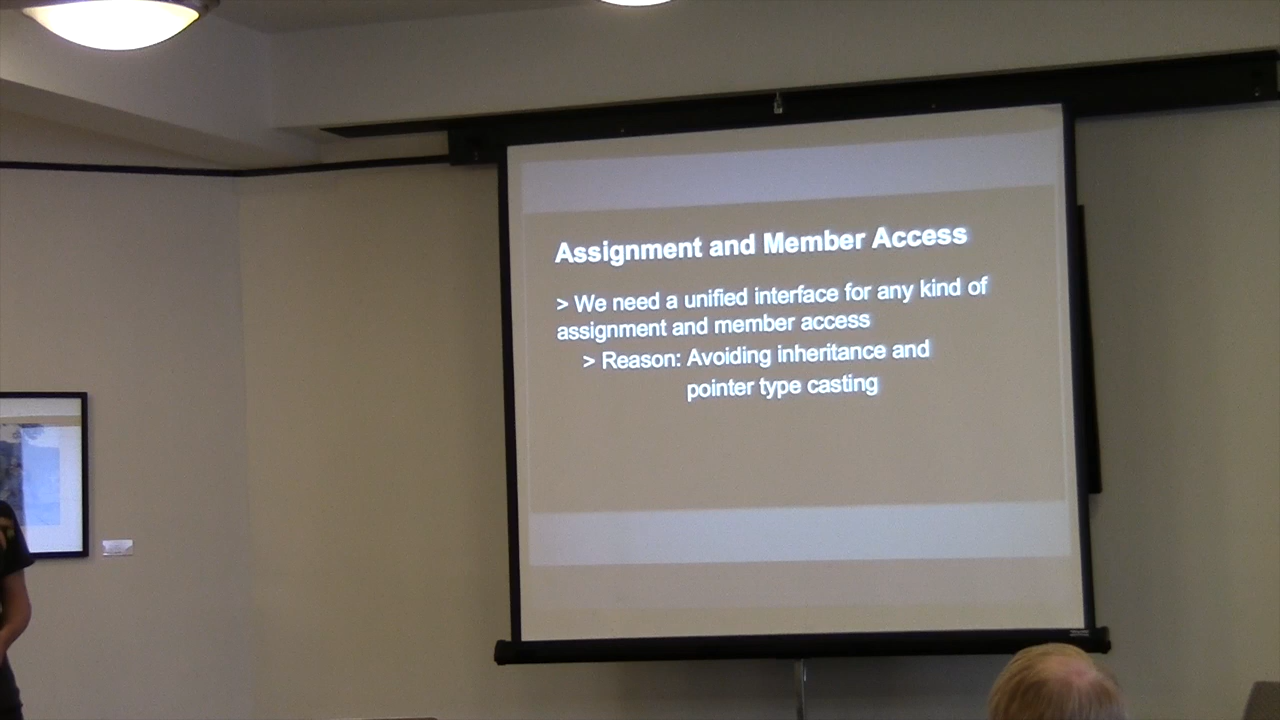 Assignment and Member Access
> We need a unified interface for any kind of
assignment and member access
> Reason: Avoiding inheritance and
pointer type casting